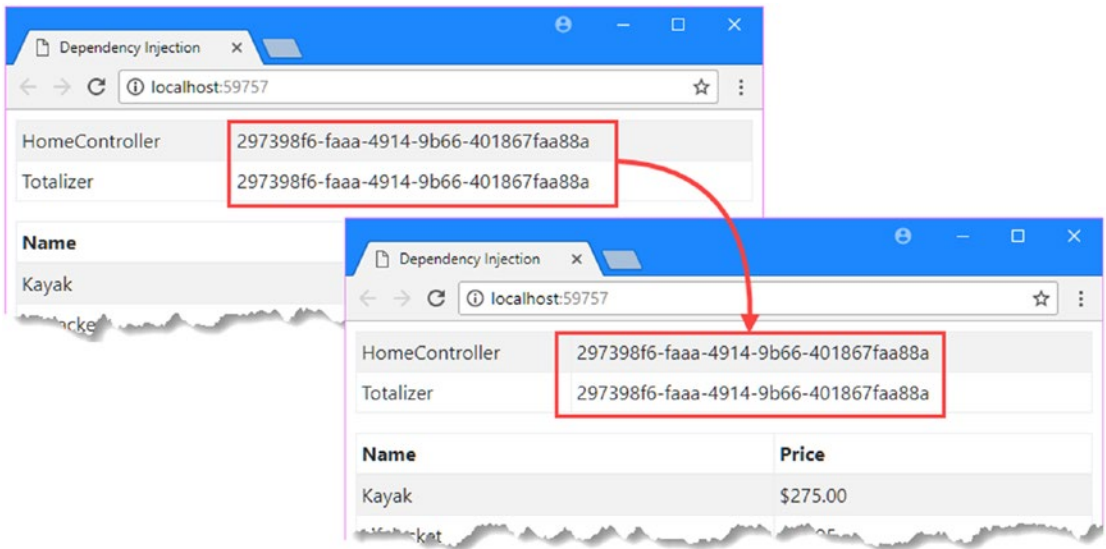 Dependency Injection
localhost:59757
HomeController 297398f6-faaa-4914-9b66-401867faa88a
Totalizer 297398f6-faaa-4914-9b66-401867faa88a
Name
Kayak
Dependency Injection
localhost:59757
HomeController 297398f6-faaa-4914-9b66-401867faa88a
Totalizer 297398f6-faaa-4914-9b66-401867faa88a
Name Price
Kayak $275.00